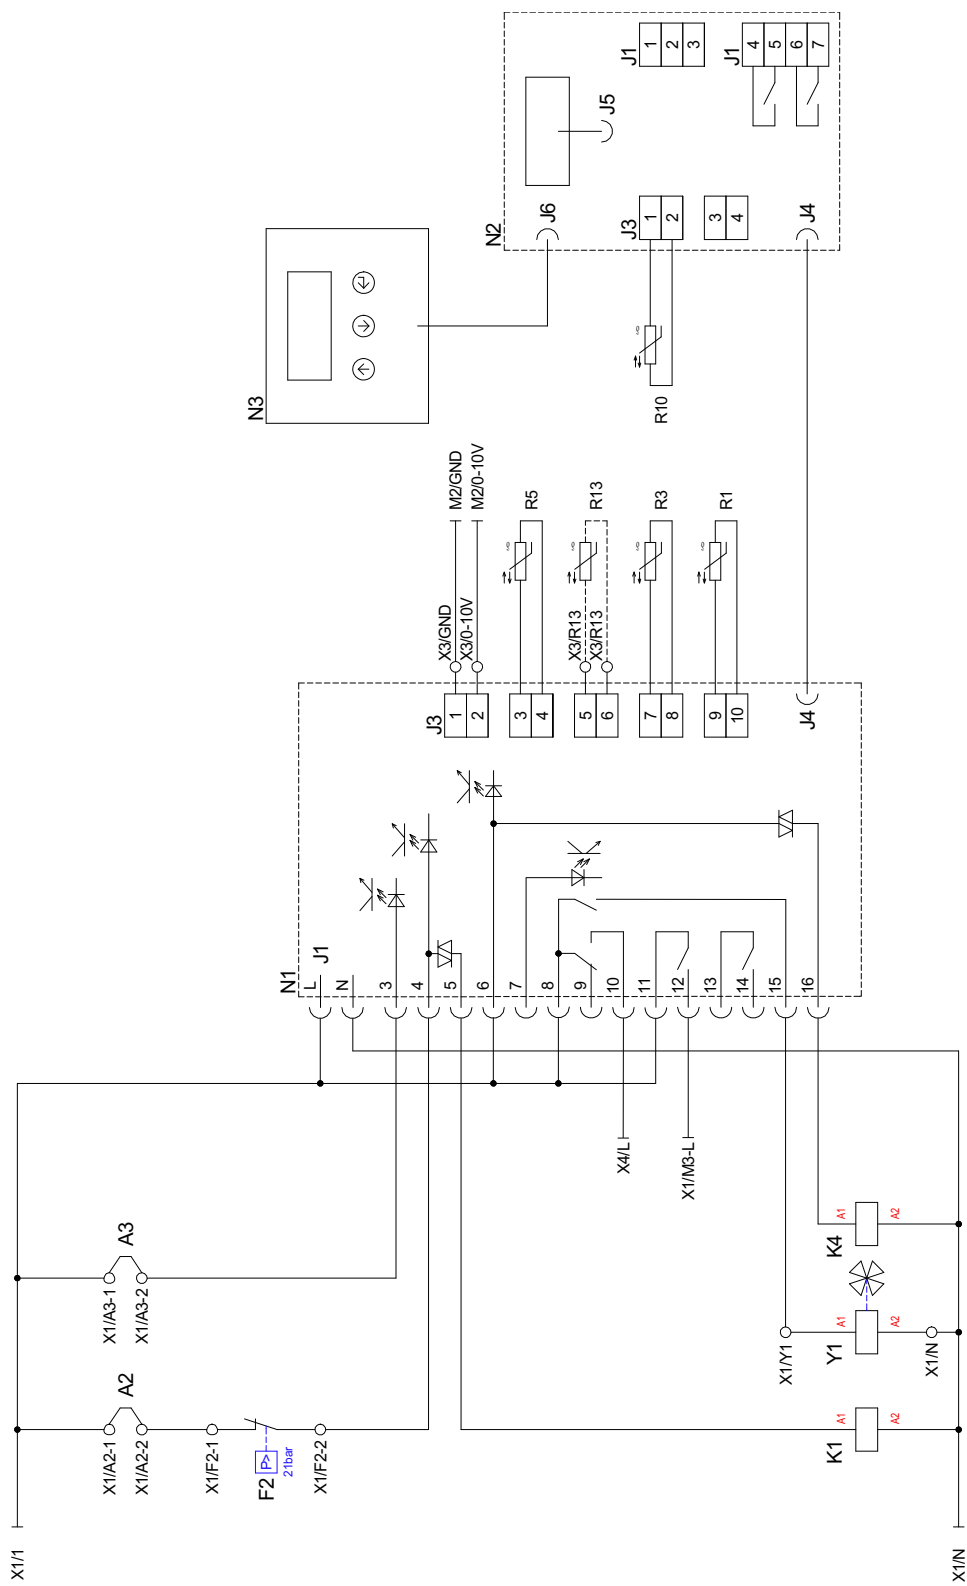 X1/1
X1/N
X1/A2-1
X1/A2-2
A2
X1/F2-1
F2
P>
21bar
X1/F2-2
X1/A3-1
X1/A3-2
A3
K1
A1
A2
X1/Y1
Y1
A1
A2
X1/N
K4
A1
A2
X4/L
X1/M3-L
N1
J1
L
N
3
4
5
6
7
8
9
10
11
12
13
14
15
16
J3
1
2
3
4
5
6
7
8
9
10
J4
X3/GND
X3/0-10V
M2/GND
M2/0-10V
R5
X3/R13
X3/R13
R13
R3
R1
N3
R10
N2
J6
J5
J3
1
2
3
4
J4
J1
1
2
3
J1
4
5
6
7